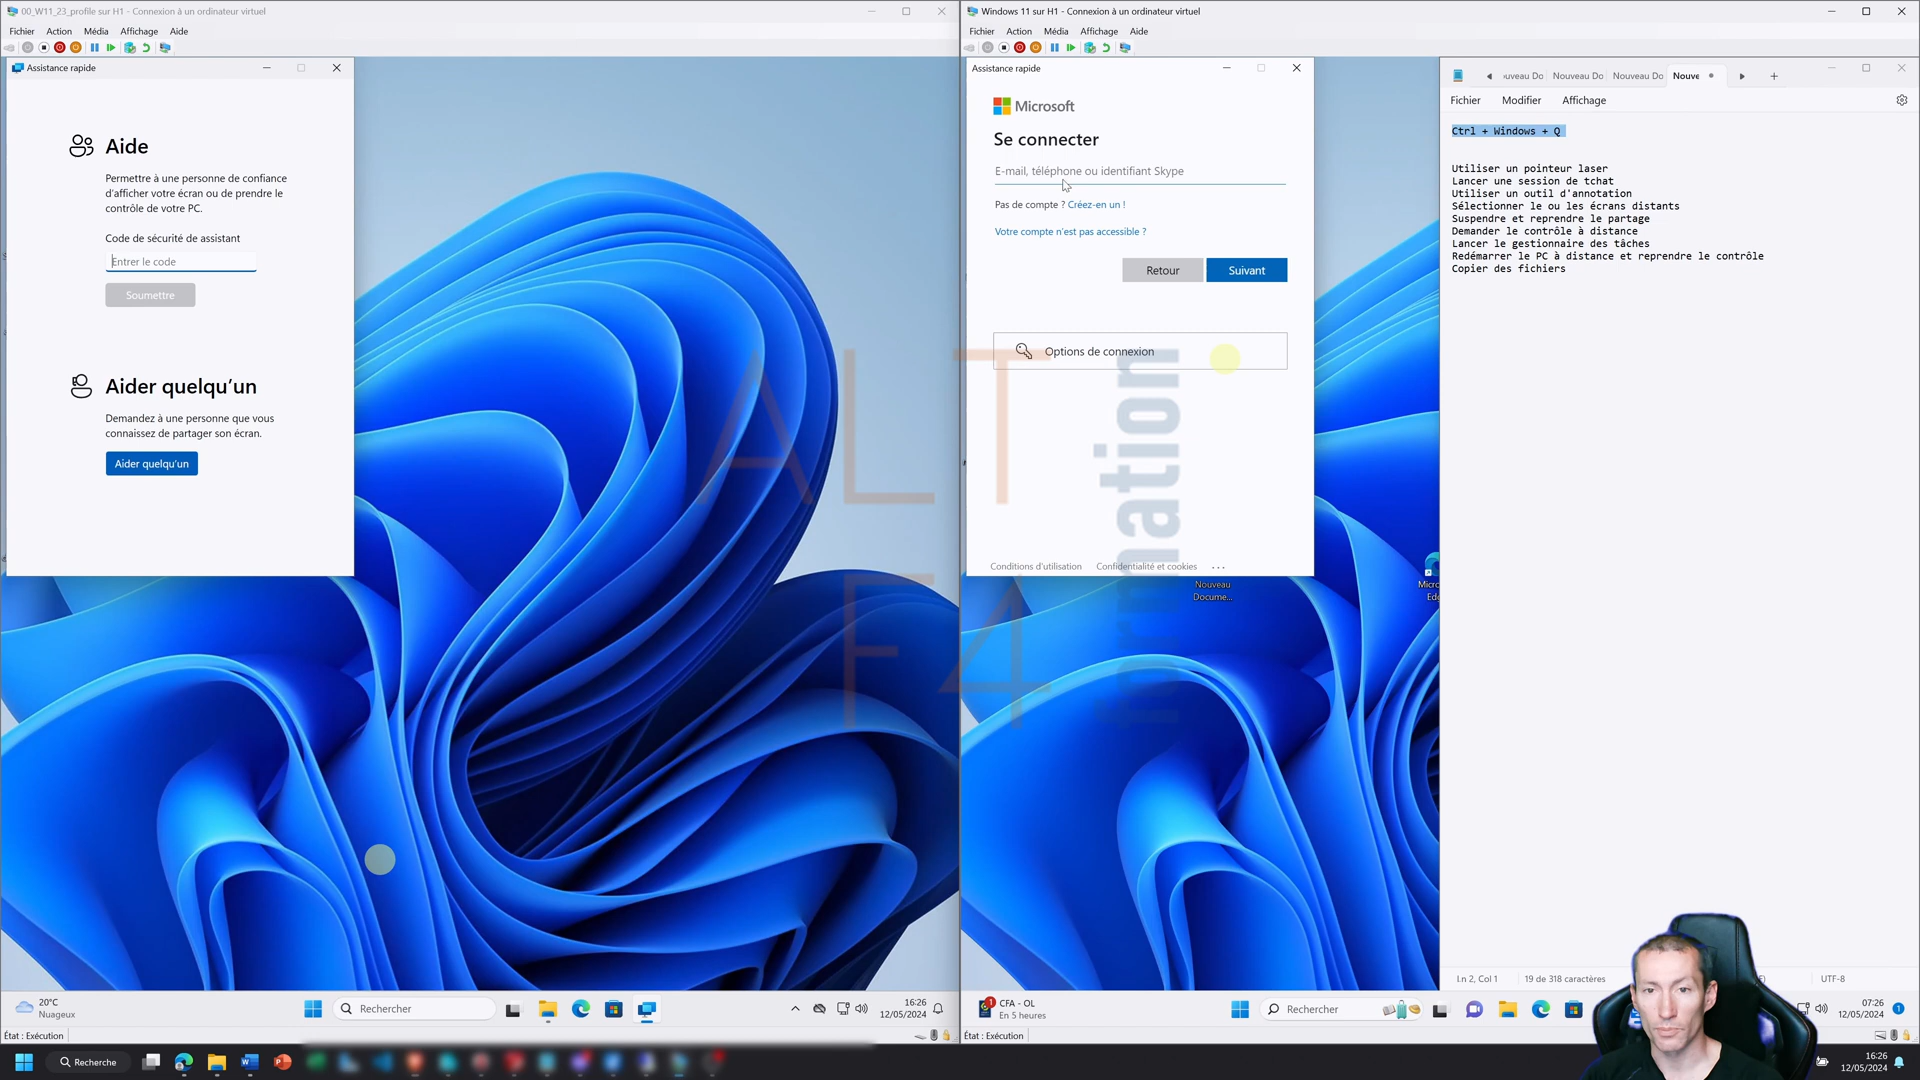 00_W11_23_profile sur H1 - Connexion à un ordinateur virtuel
Fichier Action Média Affichage Aide
Assistance rapide
Aide
Permettre à une personne de confiance
d'afficher votre écran ou de prendre le
contrôle de votre PC.
Code de sécurité de assistant
Entrer le code
Soumettre
Aider quelqu'un
Demandez à une personne que vous
connaissez de partager son écran.
Aider quelqu'un
20°C
Nuageux
Rechercher
16:26
12/05/2024
État : Exécution
Windows 11 sur H1 - Connexion à un ordinateur virtuel
Fichier Action Média Affichage Aide
Assistance rapide
Microsoft
Se connecter
E-mail, téléphone ou identifiant Skype
Pas de compte ? Créez-en un !
Votre compte n'est pas accessible ?
Retour Suivant
Options de connexion
Conditions d'utilisation Confidentialité et cookies ...
Nouveau
Docume...
ouveau Do Nouveau Do Nouveau Do Nouve
Fichier Modifier Affichage
Ctrl + Windows + Q
Utiliser un pointeur laser
Lancer une session de tchat
Utiliser un outil d'annotation
Sélectionner le ou les écrans distants
Suspendre et reprendre le partage
Demander le contrôle à distance
Lancer le gestionnaire des tâches
Redémarrer le PC à distance et reprendre le contrôle
Copier des fichiers
Ln 2, Col 1 19 de 318 caractères UTF-8
1 CFA - OL
En 5 heures
Rechercher
07:26
12/05/2024
1
État : Exécution
ALT
F4
formation
Recherche
16:26
12/05/2024